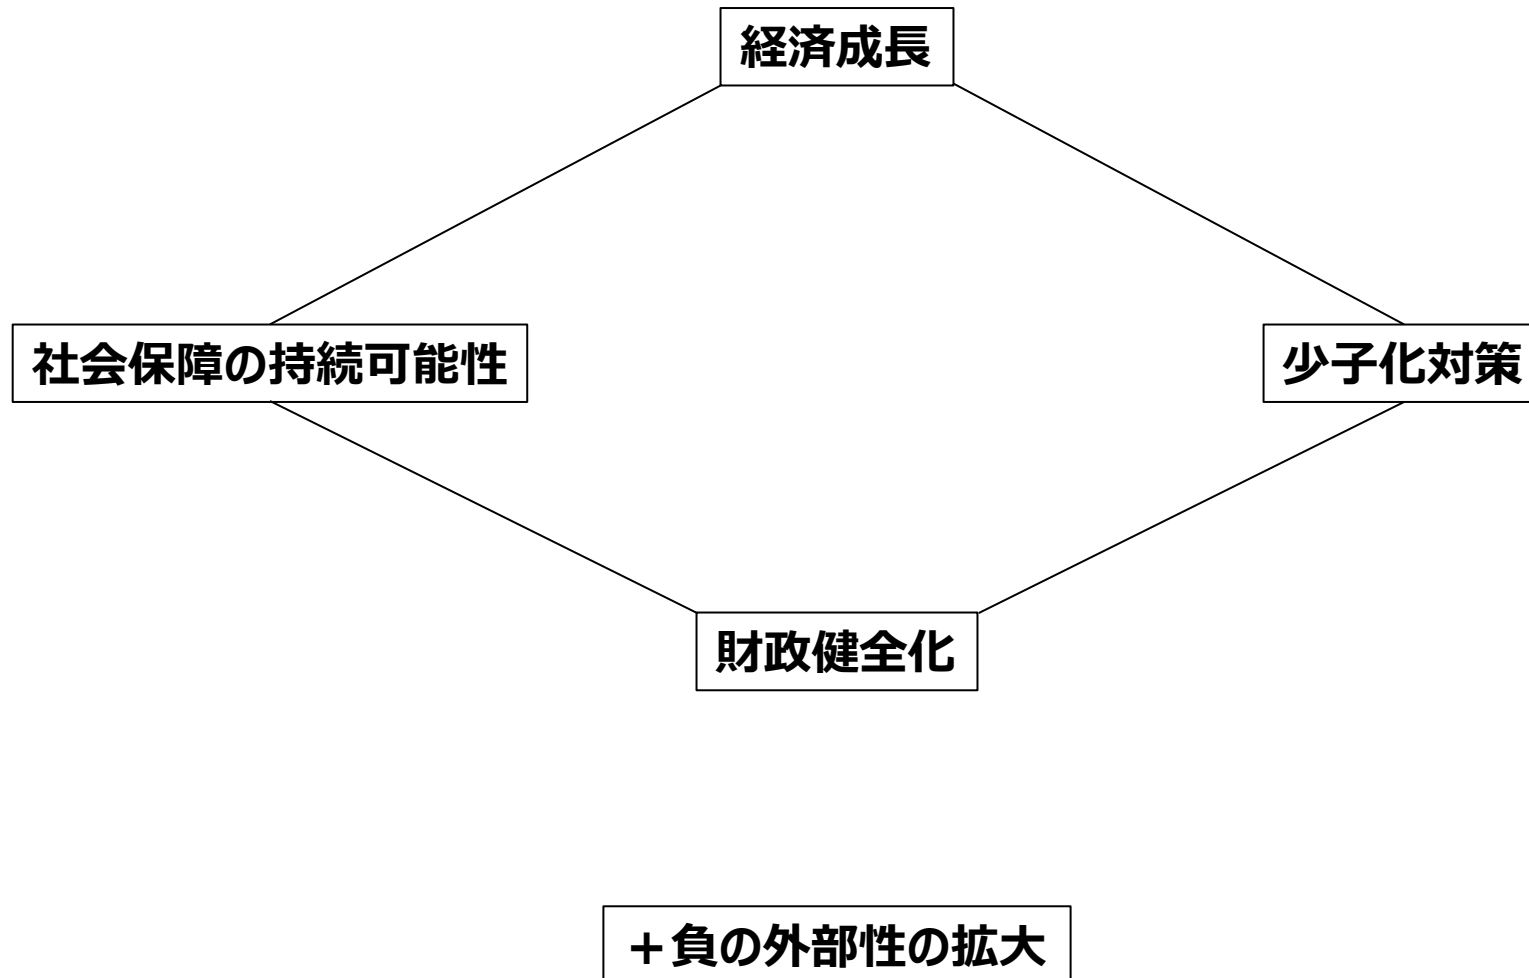 経済成長
社会保障の持続可能性
少子化対策
財政健全化
＋負の外部性の拡大